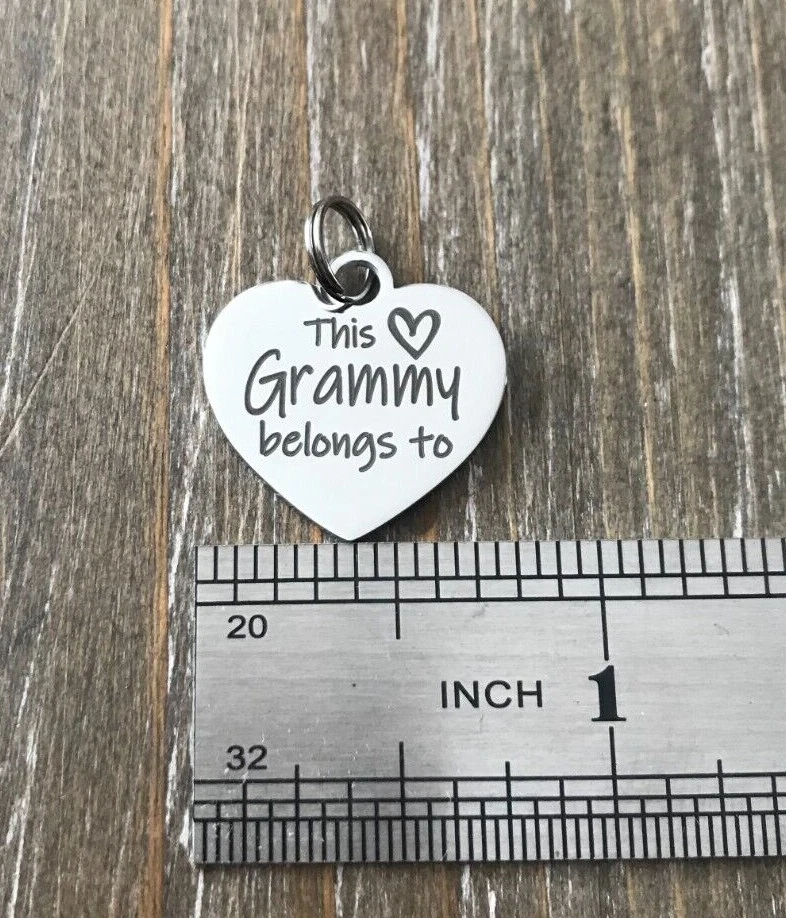 This
Grammy
belongs to
20
INCH 1
32